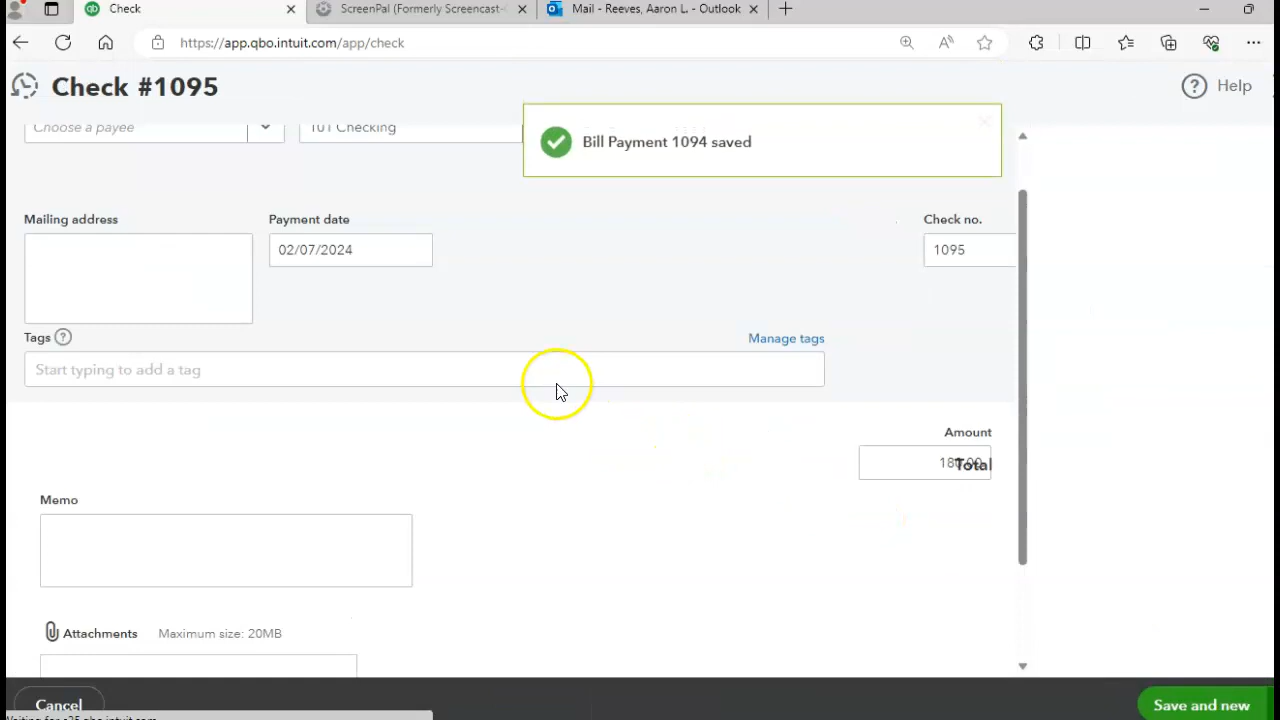 Check
ScreenPal (Formerly Screencast-
Mail - Reeves, Aaron L. - Outlook
https://app.qbo.intuit.com/app/check
Check #1095
Help
Choose a payee
101 Checking
Bill Payment 1094 saved
Mailing address
Payment date
Check no.
02/07/2024
1095
Tags
Manage tags
Start typing to add a tag
Amount
Total
Memo
Attachments
Maximum size: 20MB
Cancel
Save and new